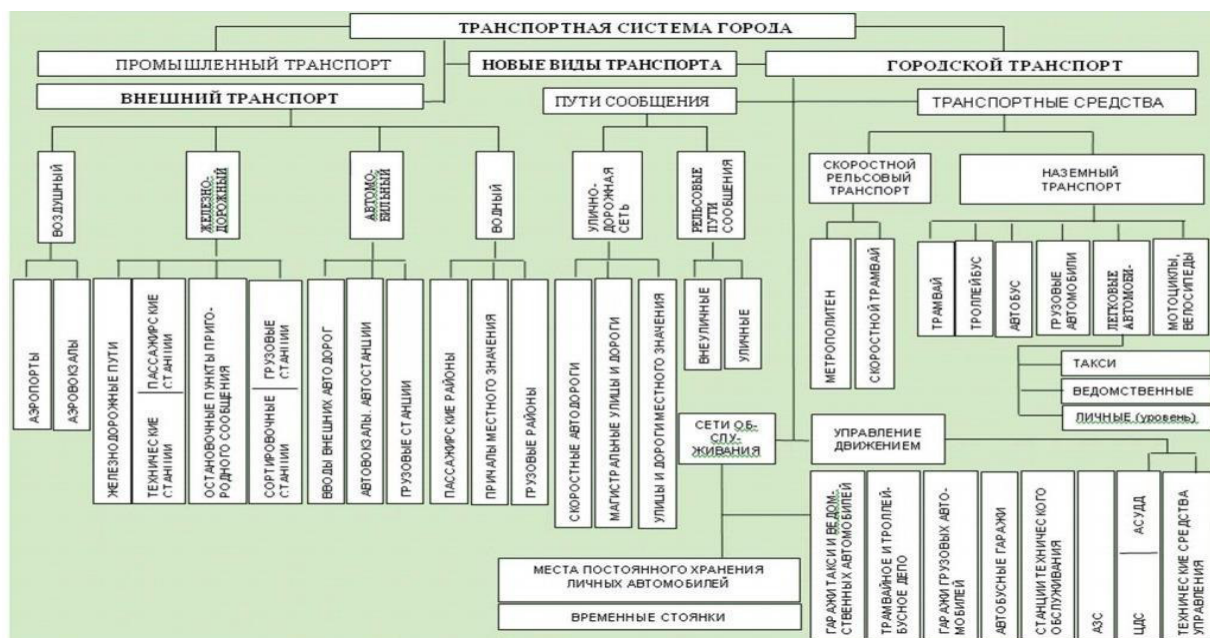 ТРАНСПОРТНАЯ СИСТЕМА ГОРОДА
ПРОМЫШЛЕННЫЙ ТРАНСПОРТ
НОВЫЕ ВИДЫ ТРАНСПОРТА
ГОРОДСКОЙ ТРАНСПОРТ
ВНЕШНИЙ ТРАНСПОРТ
ПУТИ СООБЩЕНИЯ
ТРАНСПОРТНЫЕ СРЕДСТВА
ВОЗДУШНЫЙ
ЖЕЛЕЗНО-
ДОРОЖНЫЙ
АВТОМО-
БИЛЬНЫЙ
ВОДНЫЙ
УЛИЧНО-
ДОРОЖНАЯ
СЕТЬ
РЕЛЬСОВЫЕ
ПУТИ
СООБЩЕНИЯ
СКОРОСТНОЙ
РЕЛЬСОВЫЙ
ТРАНСПОРТ
НАЗЕМНЫЙ
ТРАНСПОРТ
АЭРОПОРТЫ
АЭРОВОКЗАЛЫ
ЖЕЛЕЗНОДОРОЖНЫЕ ПУТИ
ПАССАЖИРСКИЕ
СТАНЦИИ
ТЕХНИЧЕСКИЕ
СТАНЦИИ
ОСТАНОВОЧНЫЕ ПУНКТЫ ПРИГО-
РОДНОГО СООБЩЕНИЯ
ГРУЗОВЫЕ
СТАНЦИИ
СОРТИРОВОЧНЫЕ
СТАНЦИИ
ВВОДЫ ВНЕШНИХ АВТОДОРОГ
АВТОВОКЗАЛЫ. АВТОСТАНЦИИ
ГРУЗОВЫЕ СТАНЦИИ
ПАССАЖИРСКИЕ РАЙОНЫ
ПРИЧАЛЫ МЕСТНОГО ЗНАЧЕНИЯ
ГРУЗОВЫЕ РАЙОНЫ
СКОРОСТНЫЕ АВТОДОРОГИ
МАГИСТРАЛЬНЫЕ УЛИЦЫ И ДОРОГИ
УЛИЦЫ И ДОРОГИ МЕСТНОГО ЗНАЧЕНИЯ
ВНЕУЛИЧНЫЕ
УЛИЧНЫЕ
МЕТРОПОЛИТЕН
СКОРОСТНОЙ ТРАМВАЙ
ТРАМВАЙ
ТРОЛЛЕЙБУС
АВТОБУС
ГРУЗОВЫЕ
АВТОМОБИЛИ
ЛЕГКОВЫЕ
АВТОМОБИ-
МОТОЦИКЛЫ,
ВЕЛОСИПЕДЫ
ТАКСИ
ВЕДОМСТВЕННЫЕ
ЛИЧНЫЕ (уровень)
СЕТИ ОБ-
СЛУ-
ЖИВАНИЯ
УПРАВЛЕНИЕ
ДВИЖЕНИЕМ
МЕСТА ПОСТОЯННОГО ХРАНЕНИЯ
ЛИЧНЫХ АВТОМОБИЛЕЙ
ВРЕМЕННЫЕ СТОЯНКИ
ГАРАЖИ ТАКСИ И ВЕДОМ-
СТВЕННЫХ АВТОМОБИЛЕЙ
ТРАМВАЙНОЕ И ТРОЛЛЕЙ-
БУСНОЕ ДЕПО
ГАРАЖИ ГРУЗОВЫХ АВТО-
МОБИЛЕЙ
АВТОБУСНЫЕ ГАРАЖИ
СТАНЦИИ ТЕХНИЧЕСКОГО
ОБСЛУЖИВАНИЯ
АЗС
АСУДД
ЦДС
ТЕХНИЧЕСКИЕ СРЕДСТВА
УПРАВЛЕНИЯ